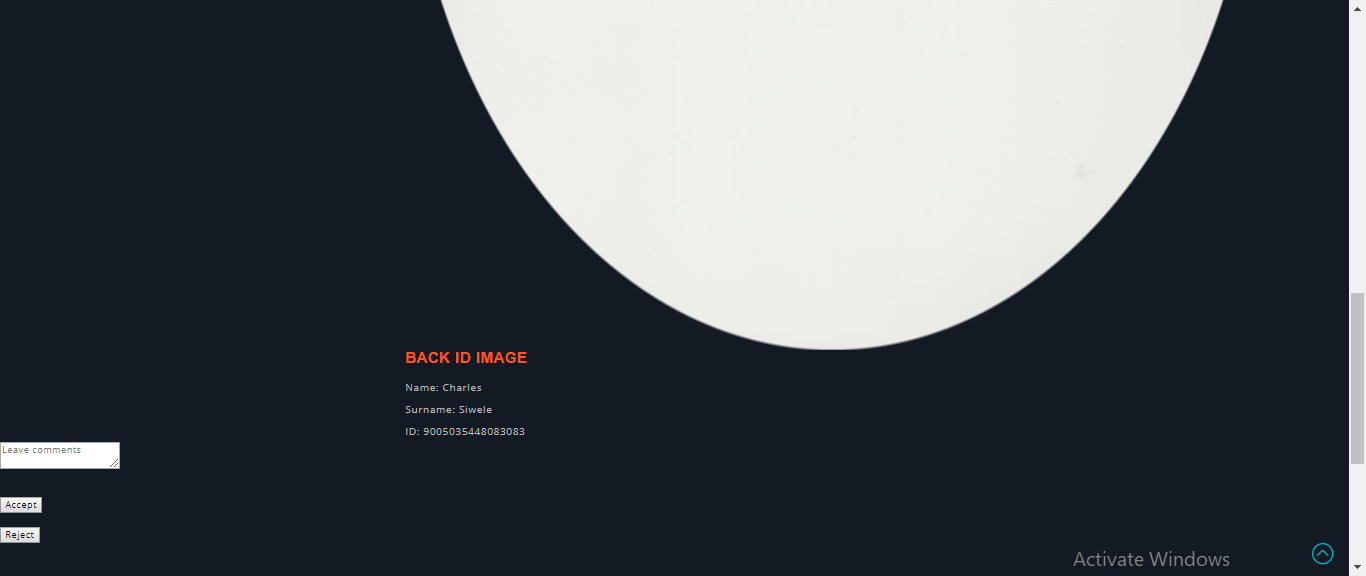 BACK ID IMAGE
Name: Charles
Surname: Siwele
ID: 9005035448083083
Leave comments
Accept
Reject
Activate Windows